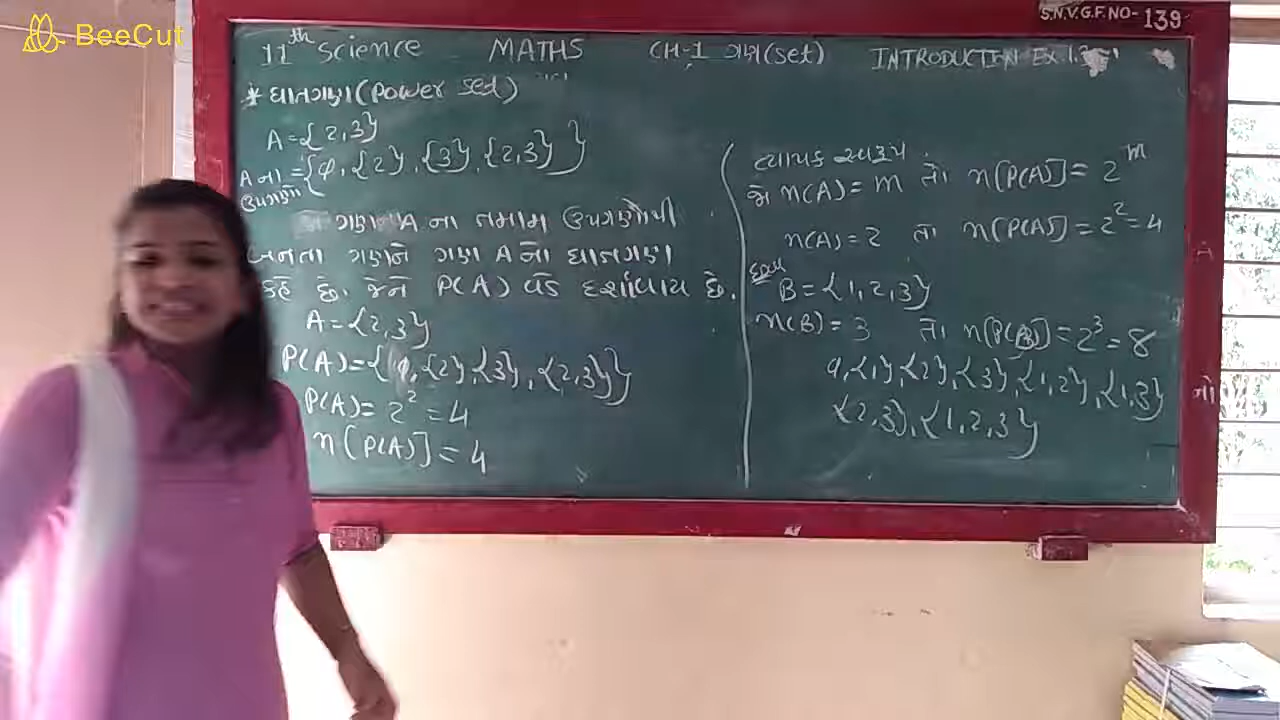 BeeCut
S.N.V.G.F.NO- 139
11th Science MATHS CH-1 ગણ(set) INTRODUCTION Ex 1.3
* ઘાતગણ (Power set)
A={2,3}
A ના ={φ,{2},{3},{2,3}}
ઉપગણો
ગણ A ના તમામ ઉપગણોથી
બનતા ગણને ગણ A નો ઘાતગણ
કહે છે. જેને P(A) વડે દર્શાવાય છે.
A={2,3}
P(A)={φ,{2},{3},{2,3}}
P(A)=2²=4
n[P(A)]=4
વ્યાપક સ્વરૂપ.
જો n(A)=m તો n[P(A)]=2^m
n(A)=2 તો n[P(A)]=2²=4
B={1,2,3}
n(B)=3 તો n[P(B)]=2³=8
φ,{1},{2},{3},{1,2},{1,3}
{2,3},{1,2,3}